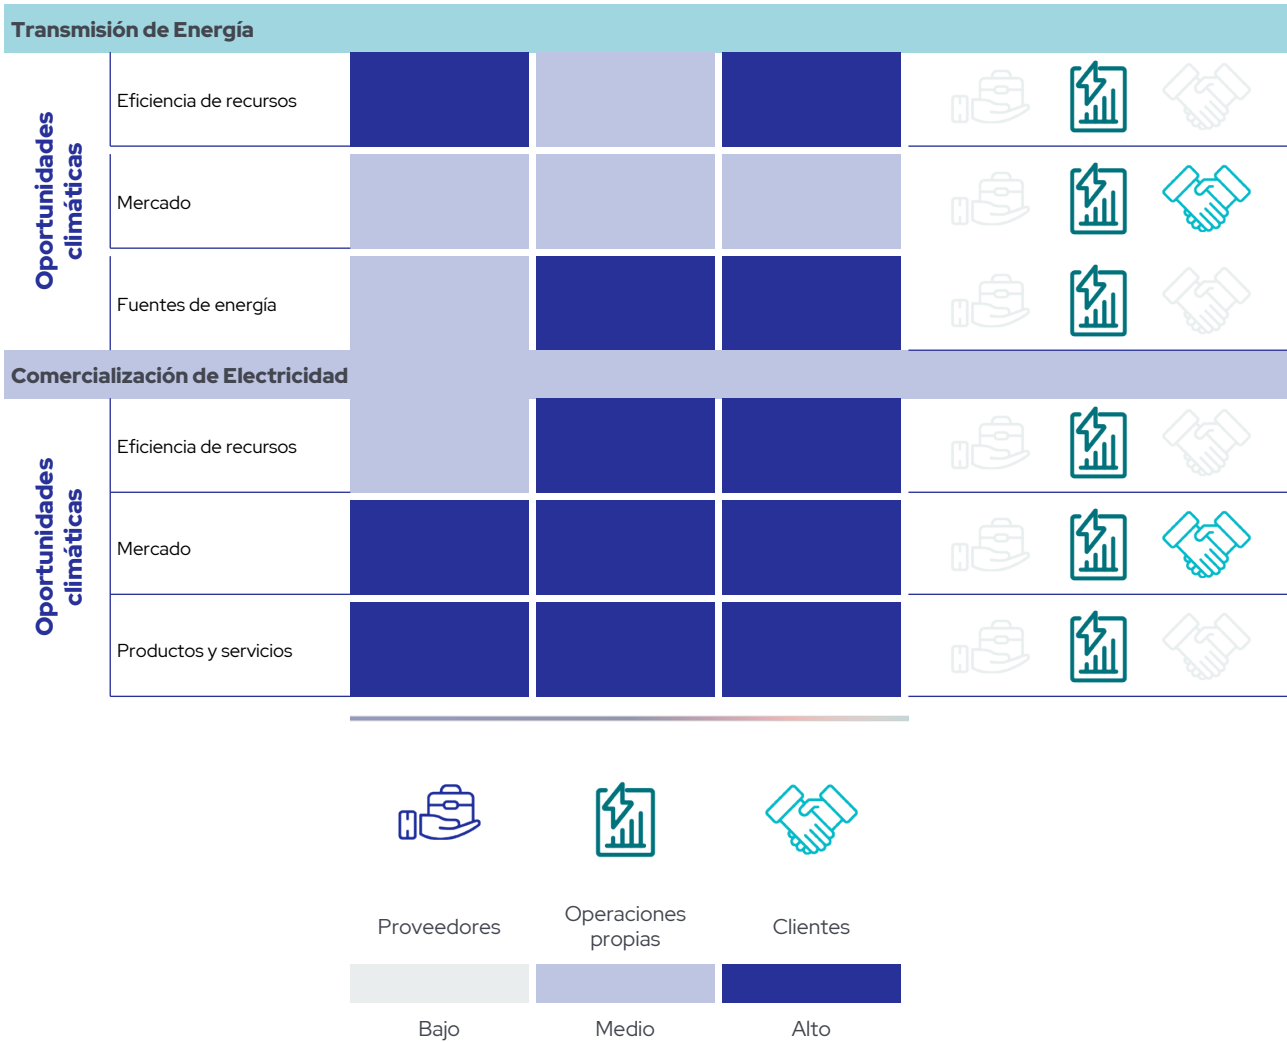 Transmisión de Energía
Oportunidades
climáticas
Eficiencia de recursos
Mercado
Fuentes de energía
Comercialización de Electricidad
Oportunidades
climáticas
Eficiencia de recursos
Mercado
Productos y servicios
Proveedores
Operaciones
propias
Clientes
Bajo
Medio
Alto